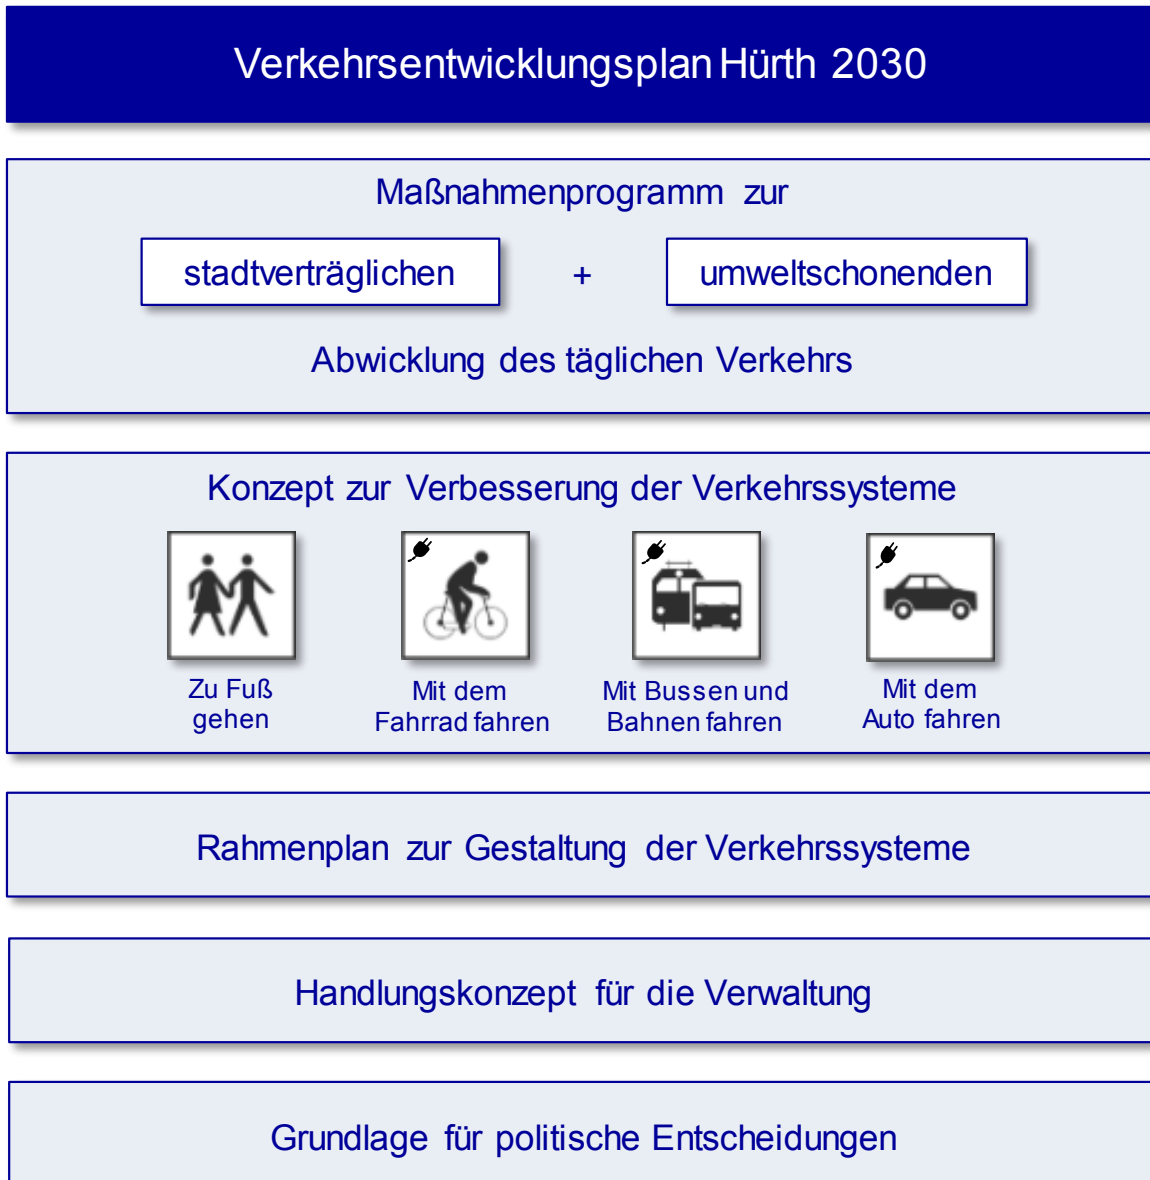 Verkehrsentwicklungsplan Hürth 2030
Maßnahmenprogramm zur
stadtverträglichen + umweltschonenden
Abwicklung des täglichen Verkehrs
Konzept zur Verbesserung der Verkehrssysteme
Zu Fuß
gehen
Mit dem
Fahrrad fahren
Mit Bussen und
Bahnen fahren
Mit dem
Auto fahren
Rahmenplan zur Gestaltung der Verkehrssysteme
Handlungskonzept für die Verwaltung
Grundlage für politische Entscheidungen